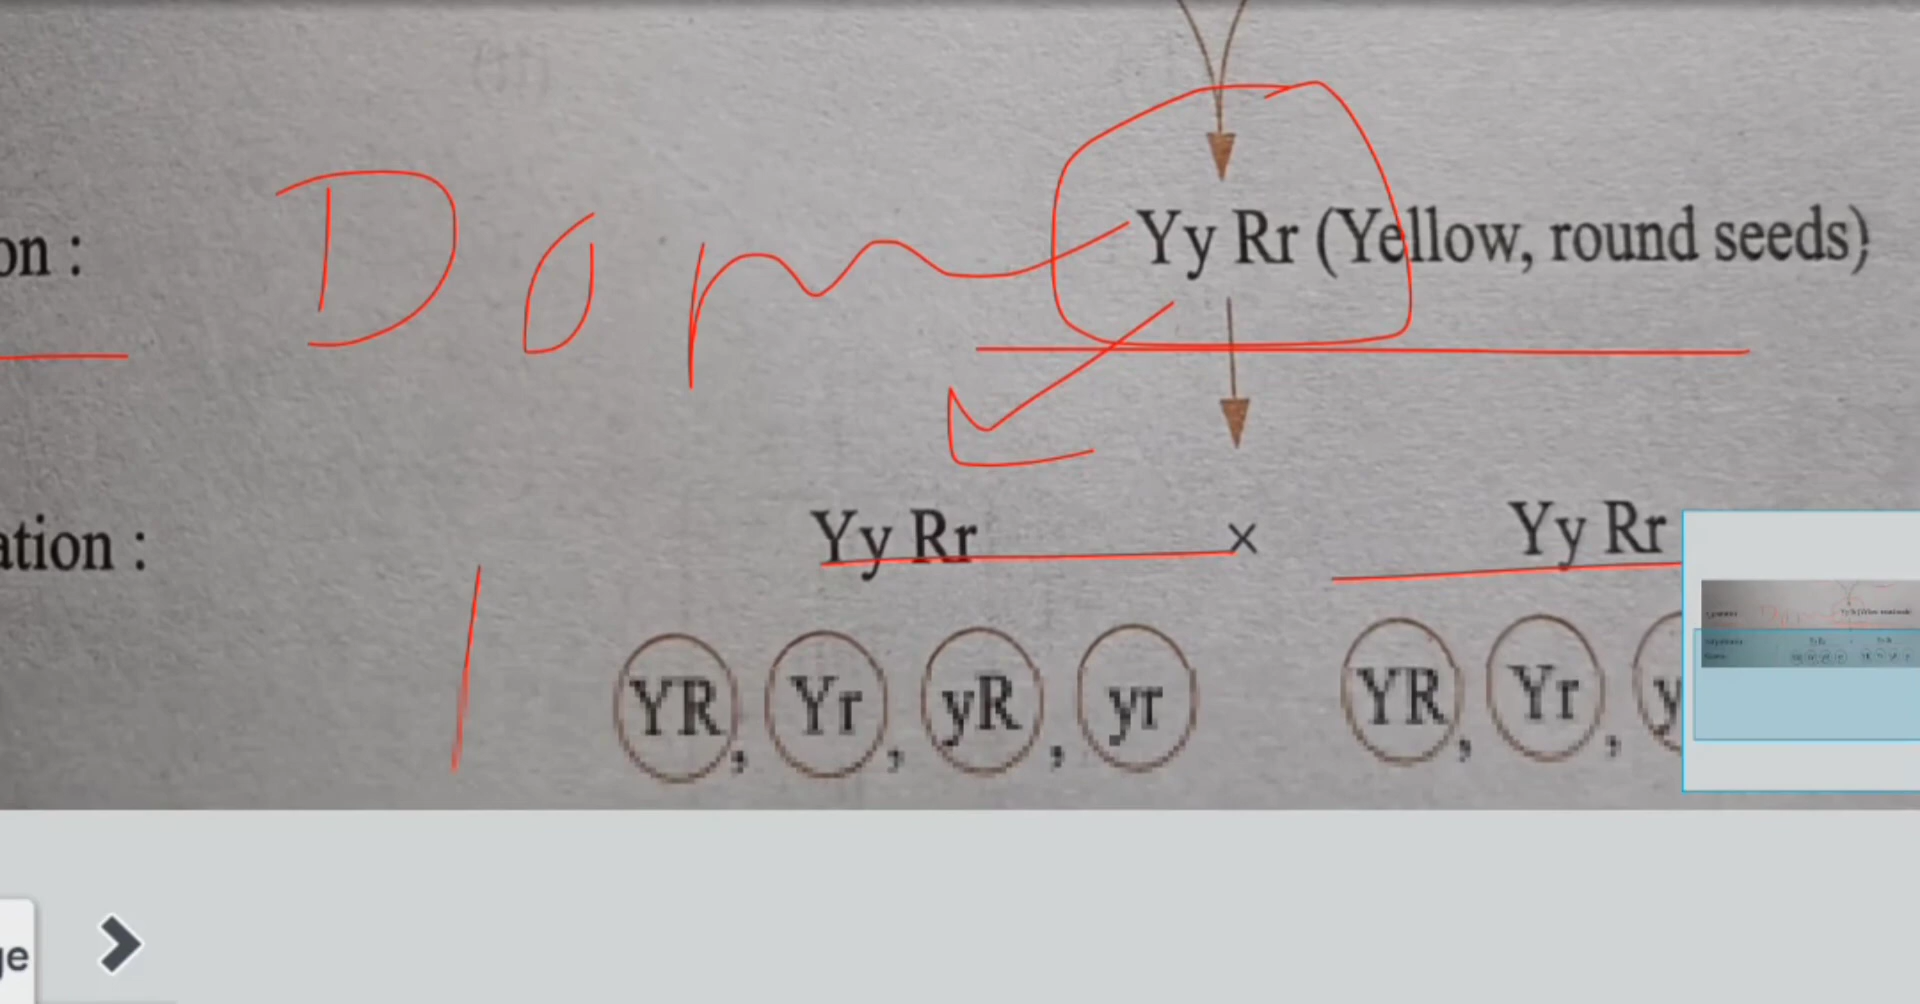 on :
Dom
Yy Rr (Yellow, round seeds)
ation :
Yy Rr × Yy Rr
YR, Yr, yR, yr YR, Yr, y
ge